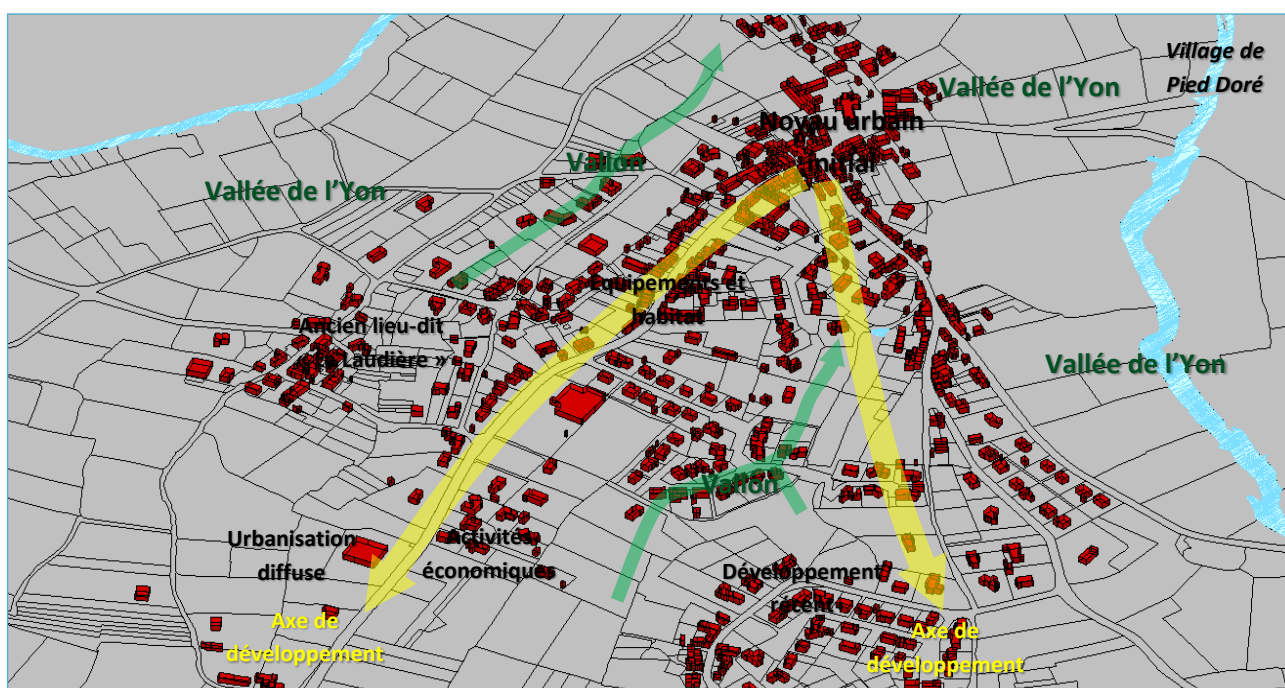 Village de
Pied Doré
Vallée de l'Yon
Noyau urbain
initial
Vallon
Vallée de l'Yon
Equipements et
habitat
Ancien lieu-dit
« La Laudière »
Vallée de l'Yon
Vallon
Urbanisation
diffuse
Activités
économiques
Développement
récent
Axe de
développement
Axe de
développement